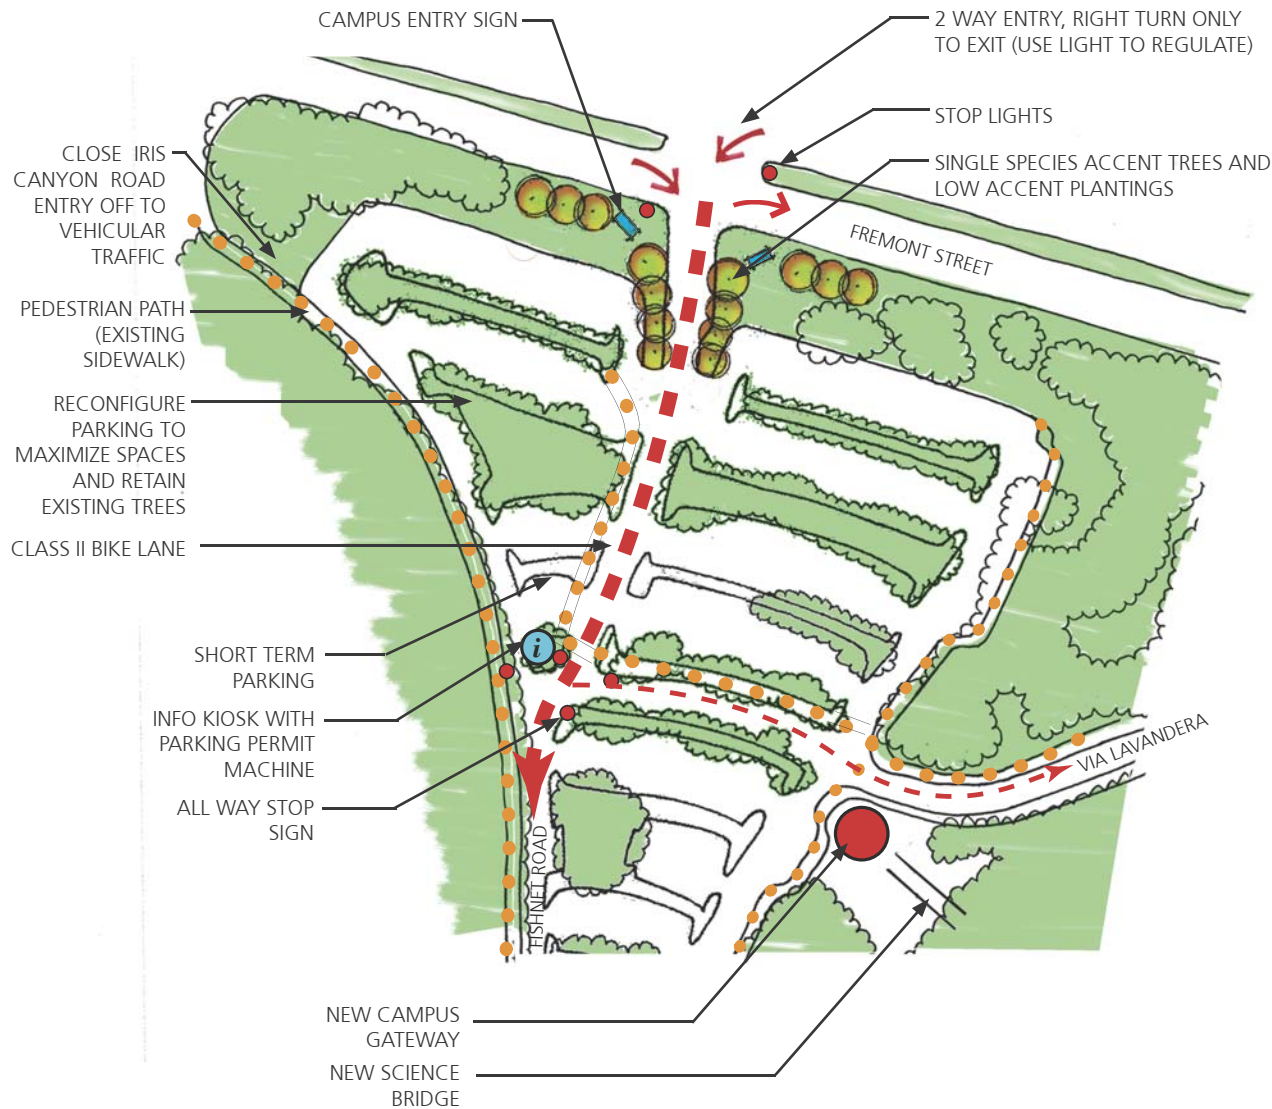 CAMPUS ENTRY SIGN
2 WAY ENTRY, RIGHT TURN ONLY
TO EXIT (USE LIGHT TO REGULATE)
STOP LIGHTS
SINGLE SPECIES ACCENT TREES AND
LOW ACCENT PLANTINGS
FREMONT STREET
CLOSE IRIS
CANYON ROAD
ENTRY OFF TO
VEHICULAR
TRAFFIC
PEDESTRIAN PATH
(EXISTING
SIDEWALK)
RECONFIGURE
PARKING TO
MAXIMIZE SPACES
AND RETAIN
EXISTING TREES
CLASS II BIKE LANE
SHORT TERM
PARKING
i
INFO KIOSK WITH
PARKING PERMIT
MACHINE
ALL WAY STOP
SIGN
VIA LAVANDERA
FISHNET ROAD
NEW CAMPUS
GATEWAY
NEW SCIENCE
BRIDGE